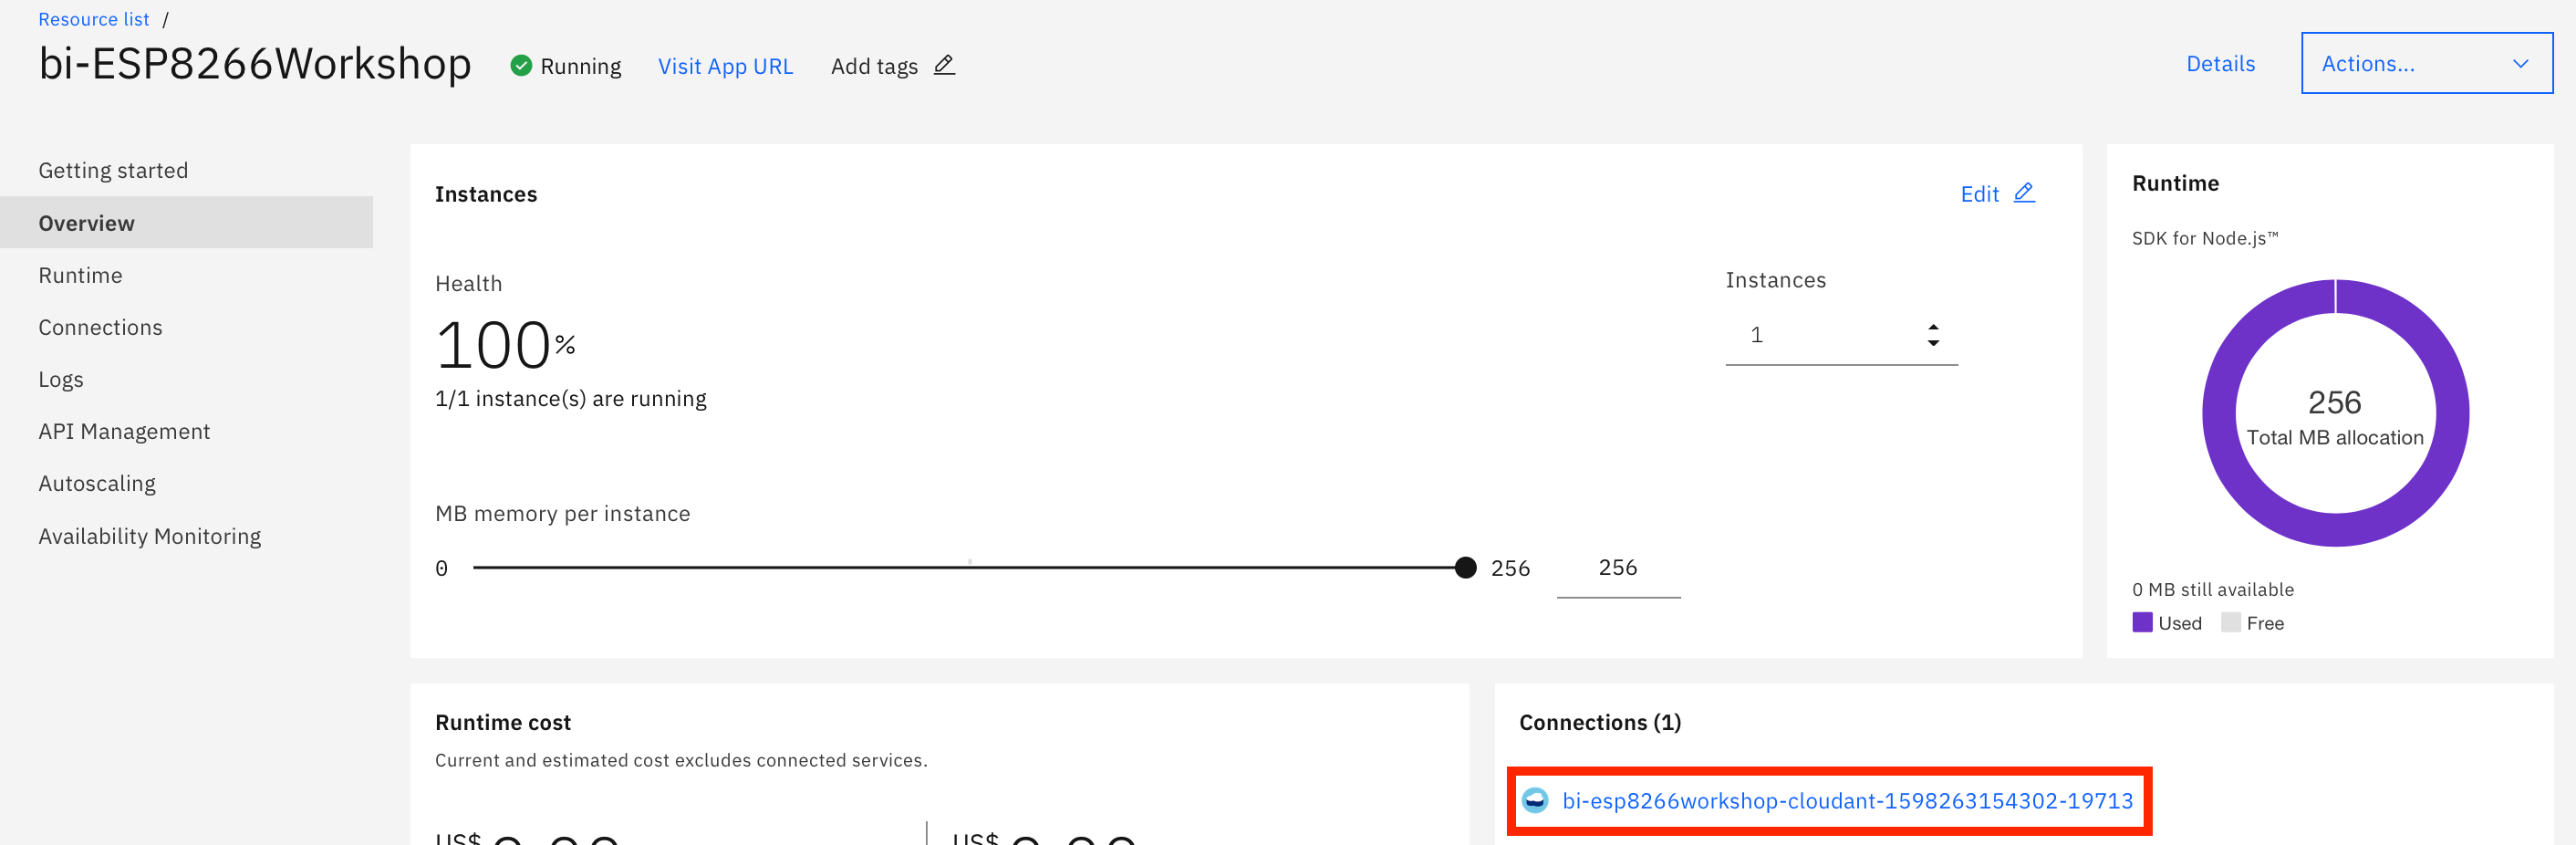 Resource list /
bi-ESP8266Workshop
Running
Visit App URL
Add tags
Details
Actions...
Getting started
Overview
Runtime
Connections
Logs
API Management
Autoscaling
Availability Monitoring
Instances
Edit
Health
100%
1/1 instance(s) are running
Instances
1
MB memory per instance
0
256
256
Runtime
SDK for Node.js™
256
Total MB allocation
0 MB still available
Used
Free
Runtime cost
Current and estimated cost excludes connected services.
US$
US$
Connections (1)
bi-esp8266workshop-cloudant-1598263154302-19713